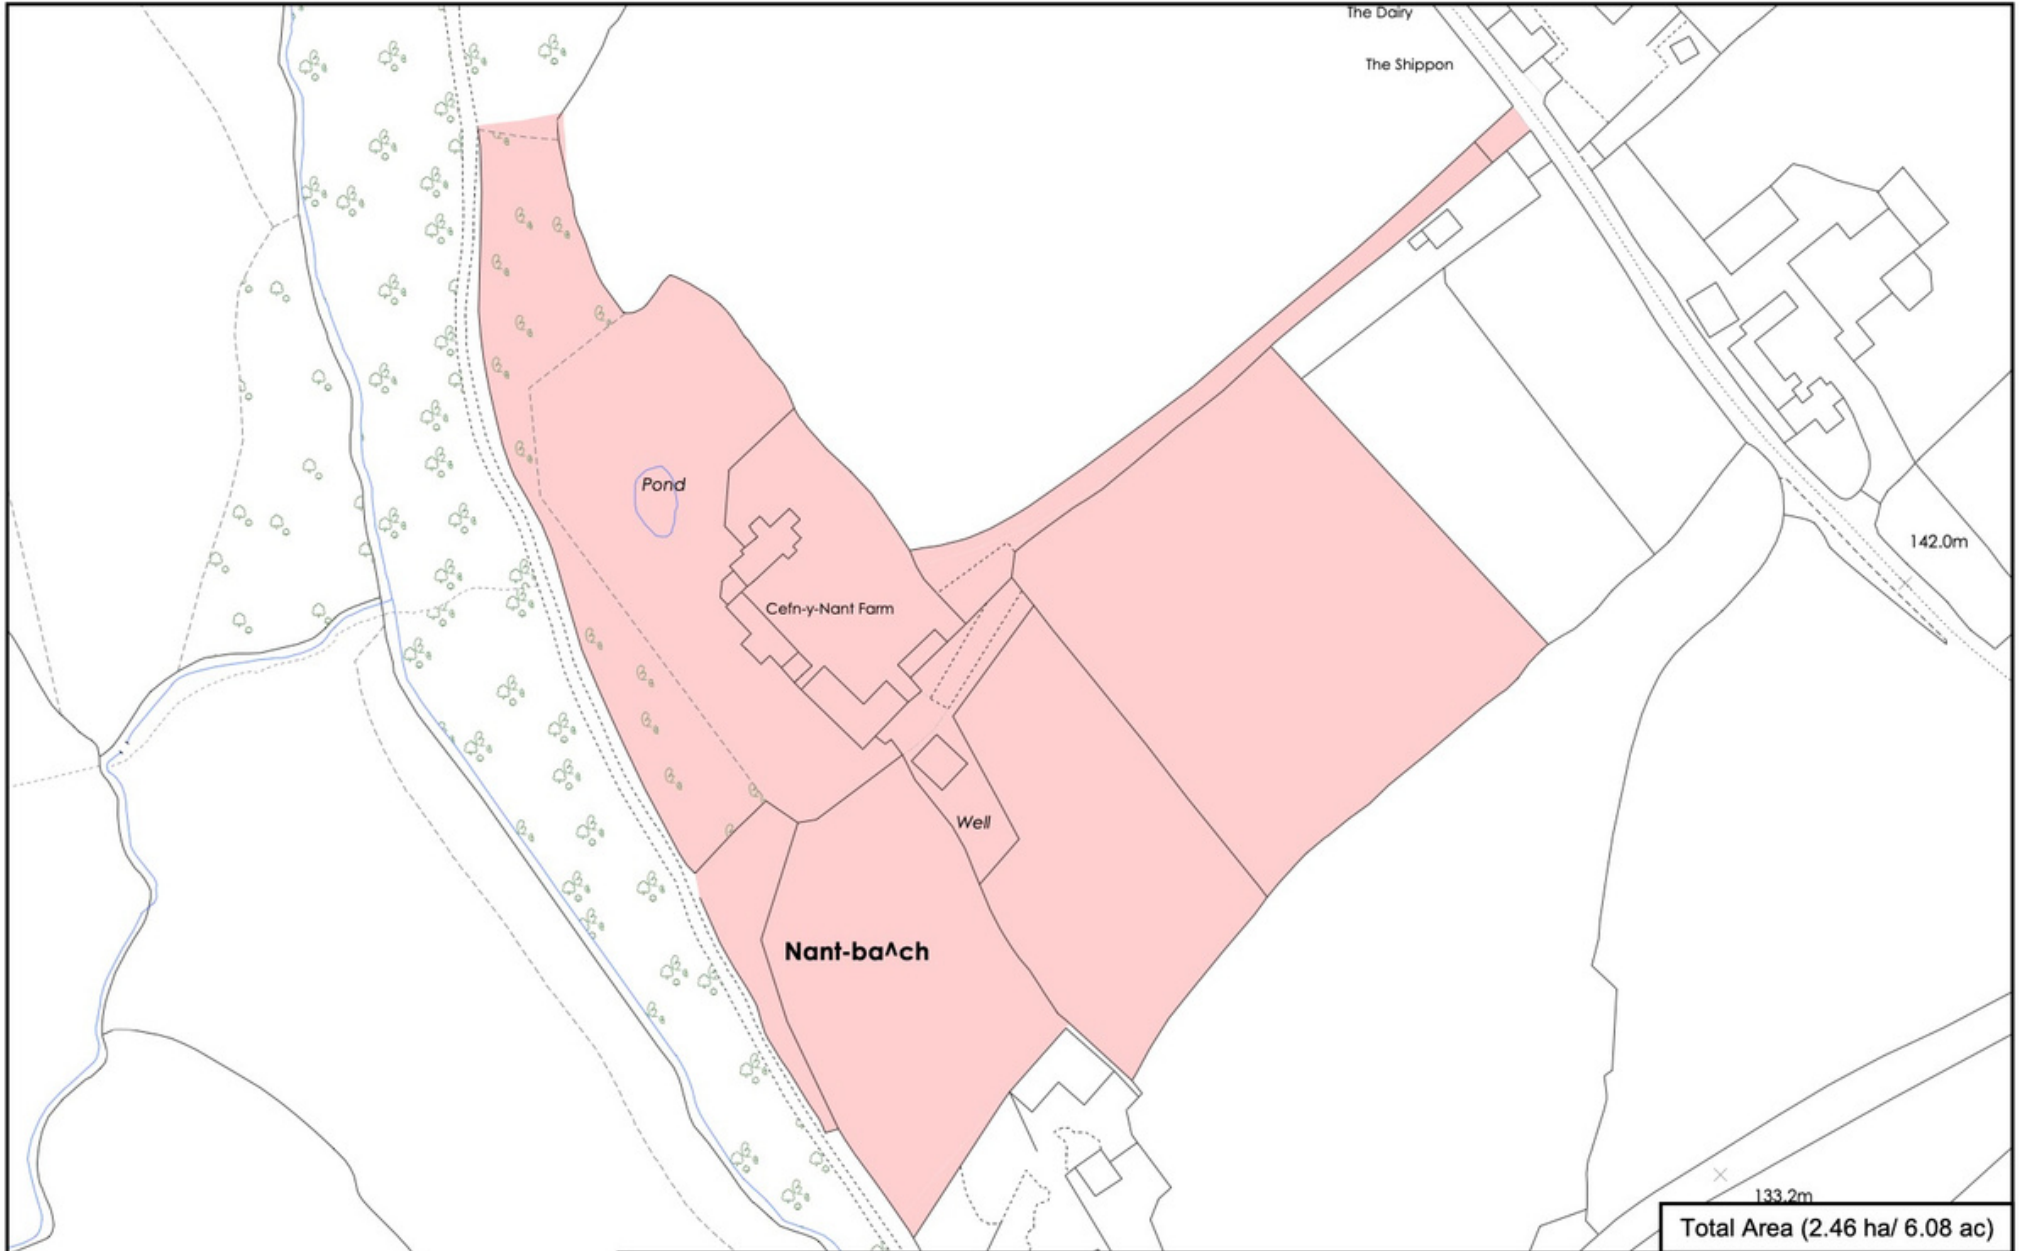 The Dairy
The Shippon
Pond
142.0m
Cefn-y-Nant Farm
Well
Nant-ba^ch
133.2m
Total Area (2.46 ha/ 6.08 ac)